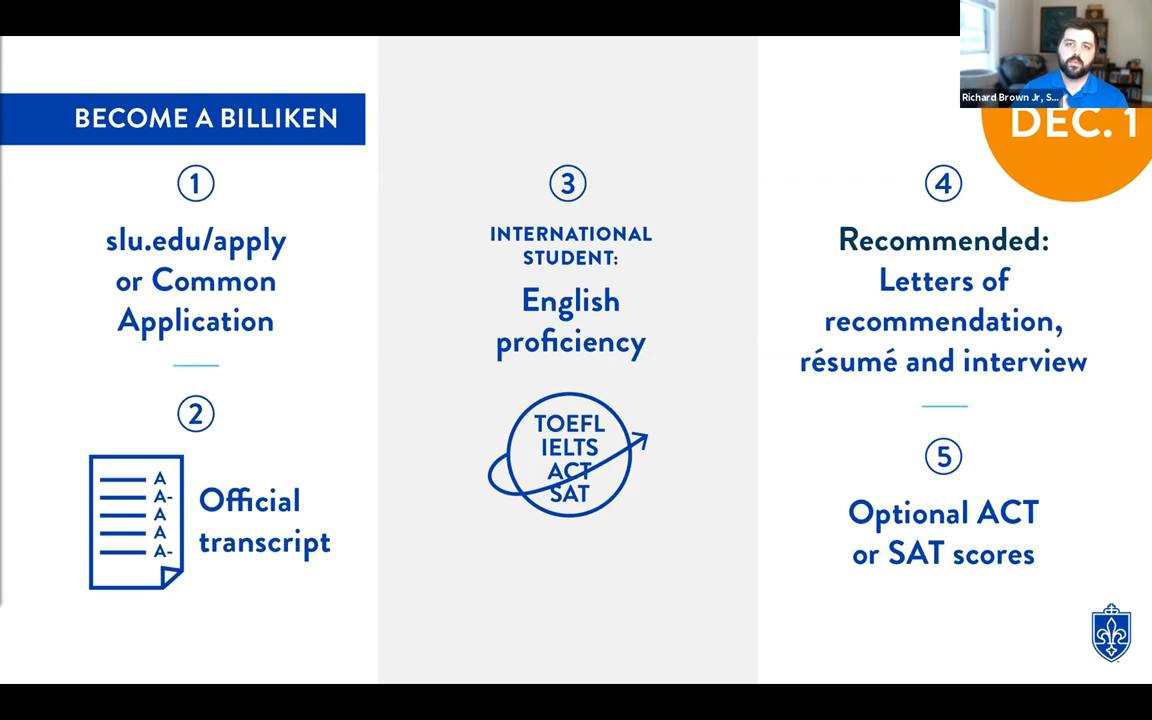 BECOME A BILLIKEN
1
slu.edu/apply
or Common
Application
2
A
A-
A
A
A-
Official
transcript
3
INTERNATIONAL
STUDENT:
English
proficiency
TOEFL
IELTS
ACT
SAT
Richard Brown Jr, S...
DEC. 1
4
Recommended:
Letters of
recommendation,
résumé and interview
5
Optional ACT
or SAT scores